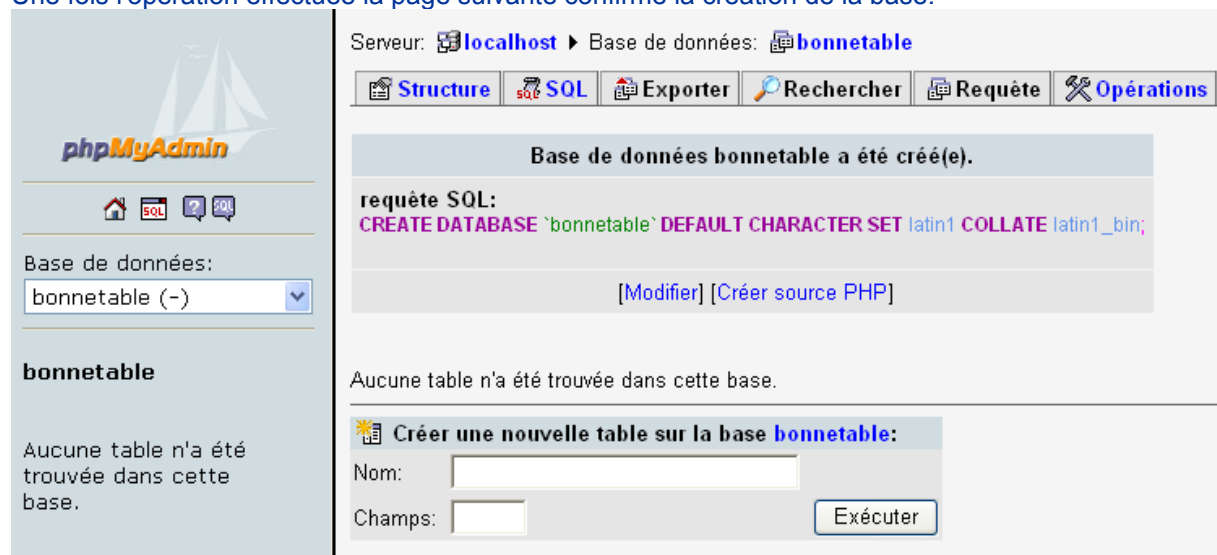 Une fois l'opération effectuée la page suivante confirme la création de la base.
phpMyAdmin
SQL
SQL
Base de données:
bonnetable (-)
bonnetable
Aucune table n'a été
trouvée dans cette
base.
Serveur: localhost ▶ Base de données: bonnetable
Structure SQL Exporter Rechercher Requête Opérations
Base de données bonnetable a été créé(e).
requête SQL:
CREATE DATABASE `bonnetable` DEFAULT CHARACTER SET latin1 COLLATE latin1_bin;
[Modifier] [Créer source PHP]
Aucune table n'a été trouvée dans cette base.
Créer une nouvelle table sur la base bonnetable:
Nom:
Champs:
Exécuter